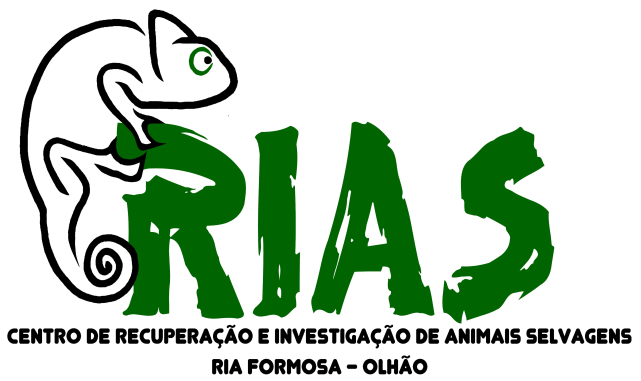 RIAS
CENTRO DE RECUPERAÇÃO E INVESTIGAÇÃO DE ANIMAIS SELVAGENS
RIA FORMOSA - OLHÃO